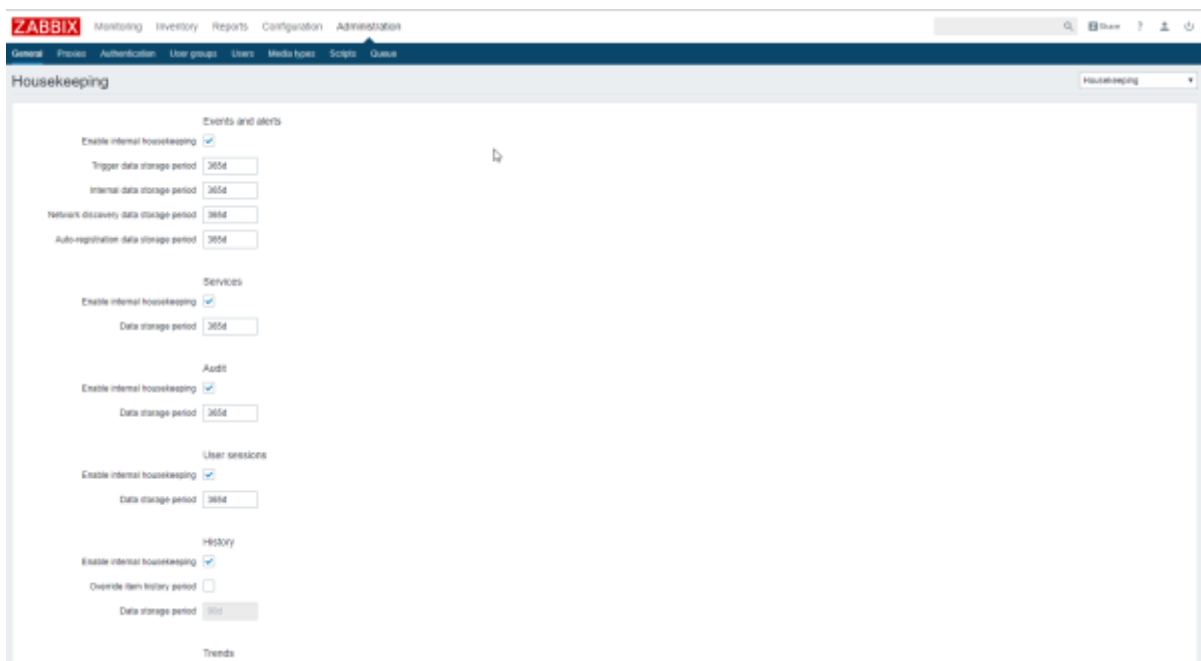 ZABBIX Monitoring Inventory Reports Configuration Administration Share ?
General Proxies Authentication User groups Users Media types Scripts Queue
Housekeeping Housekeeping
Events and alerts
Enable internal housekeeping
Trigger data storage period 365d
Internal data storage period 365d
Network discovery data storage period 365d
Auto-registration data storage period 365d
Services
Enable internal housekeeping
Data storage period 365d
Audit
Enable internal housekeeping
Data storage period 365d
User sessions
Enable internal housekeeping
Data storage period 365d
History
Enable internal housekeeping
Override item history period
Data storage period 90d
Trends